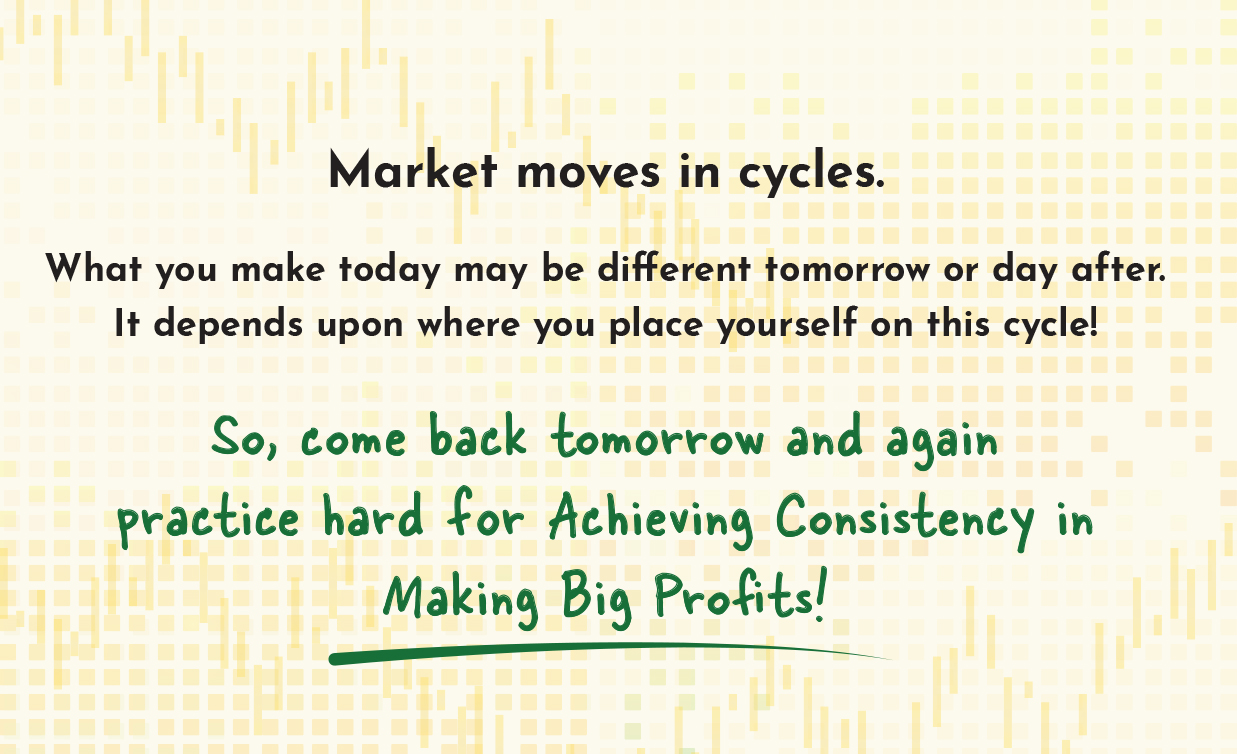 Market moves in cycles.
What you make today may be different tomorrow or day after.
It depends upon where you place yourself on this cycle!
So, come back tomorrow and again
practice hard for Achieving Consistency in
Making Big Profits!